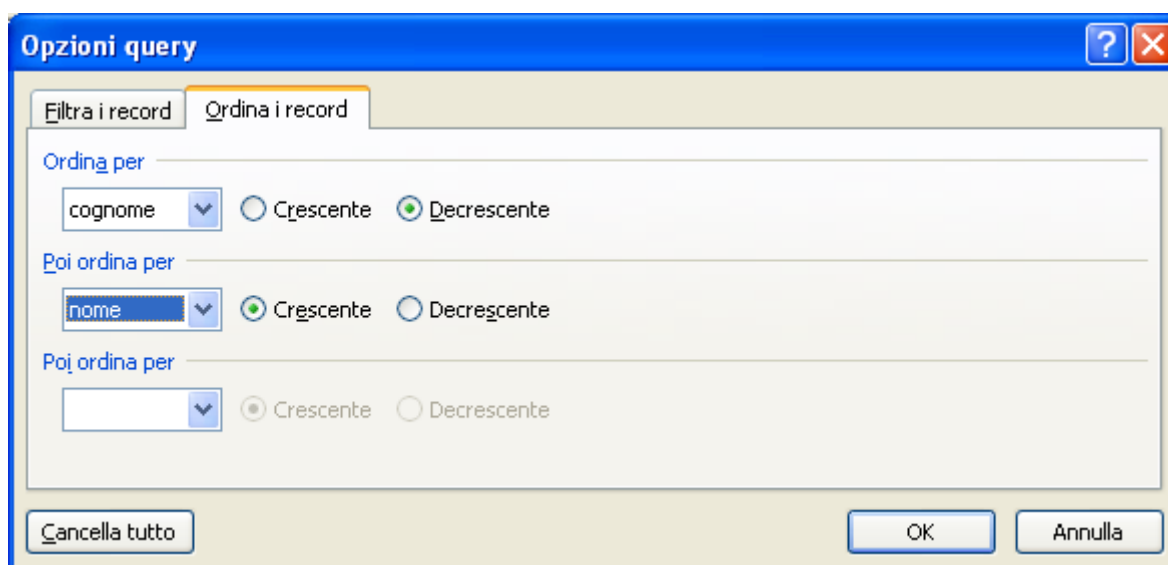 Opzioni query
Filtra i record Ordina i record
Ordina per
cognome Crescente Decrescente
Poi ordina per
nome Crescente Decrescente
Poi ordina per
Crescente Decrescente
Cancella tutto OK Annulla